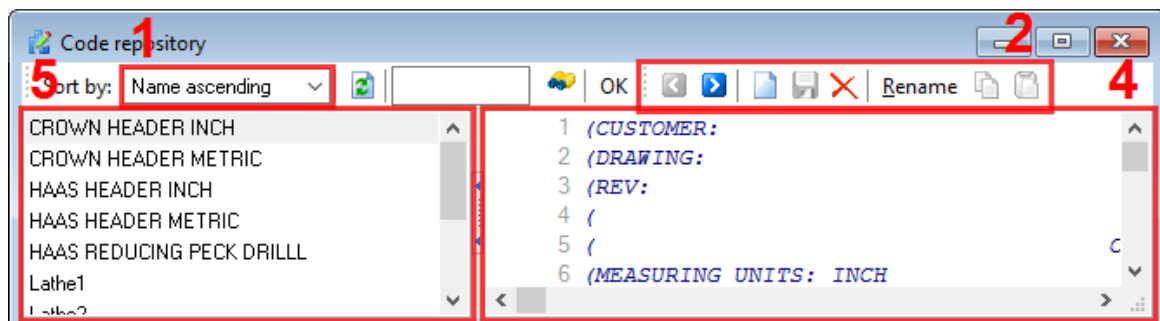 Code repository
1
2
5
Sort by: Name ascending OK Rename
4
CROWN HEADER INCH
CROWN HEADER METRIC
HAAS HEADER INCH
HAAS HEADER METRIC
HAAS REDUCING PECK DRILLL
Lathe1
Lathe2
1 (CUSTOMER:
2 (DRAWING:
3 (REV:
4 (
5 ( C
6 (MEASURING UNITS: INCH